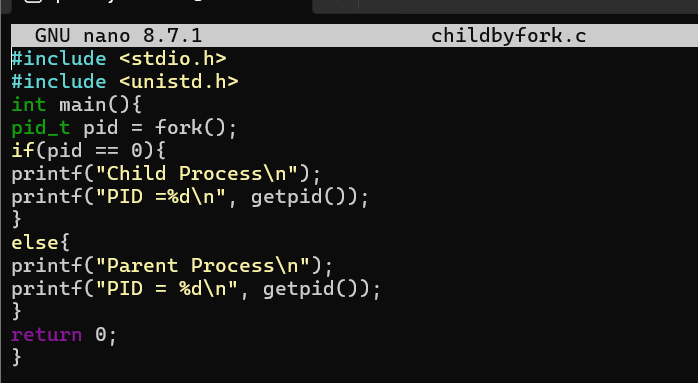 GNU nano 8.7.1 childbyfork.c
#include <stdio.h>
#include <unistd.h>
int main(){
pid_t pid = fork();
if(pid == 0){
printf("Child Process\n");
printf("PID =%d\n", getpid());
}
else{
printf("Parent Process\n");
printf("PID = %d\n", getpid());
}
return 0;
}